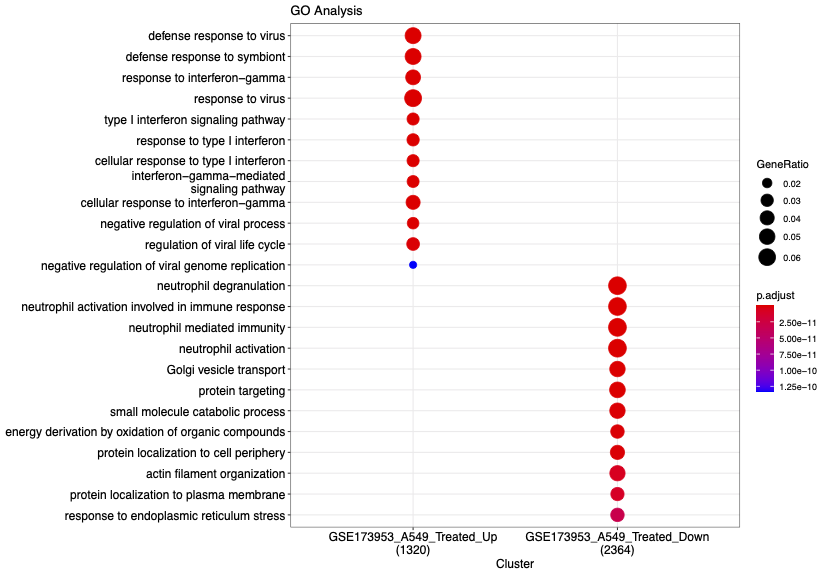 GO Analysis
defense response to virus
defense response to symbiont
response to interferon−gamma
response to virus
type I interferon signaling pathway
response to type I interferon
cellular response to type I interferon
interferon−gamma−mediated
signaling pathway
cellular response to interferon−gamma
negative regulation of viral process
regulation of viral life cycle
negative regulation of viral genome replication
neutrophil degranulation
neutrophil activation involved in immune response
neutrophil mediated immunity
neutrophil activation
Golgi vesicle transport
protein targeting
small molecule catabolic process
energy derivation by oxidation of organic compounds
protein localization to cell periphery
actin filament organization
protein localization to plasma membrane
response to endoplasmic reticulum stress
GSE173953_A549_Treated_Up
(1320)
GSE173953_A549_Treated_Down
(2364)
Cluster
GeneRatio
0.02
0.03
0.04
0.05
0.06
p.adjust
2.50e−11
5.00e−11
7.50e−11
1.00e−10
1.25e−10